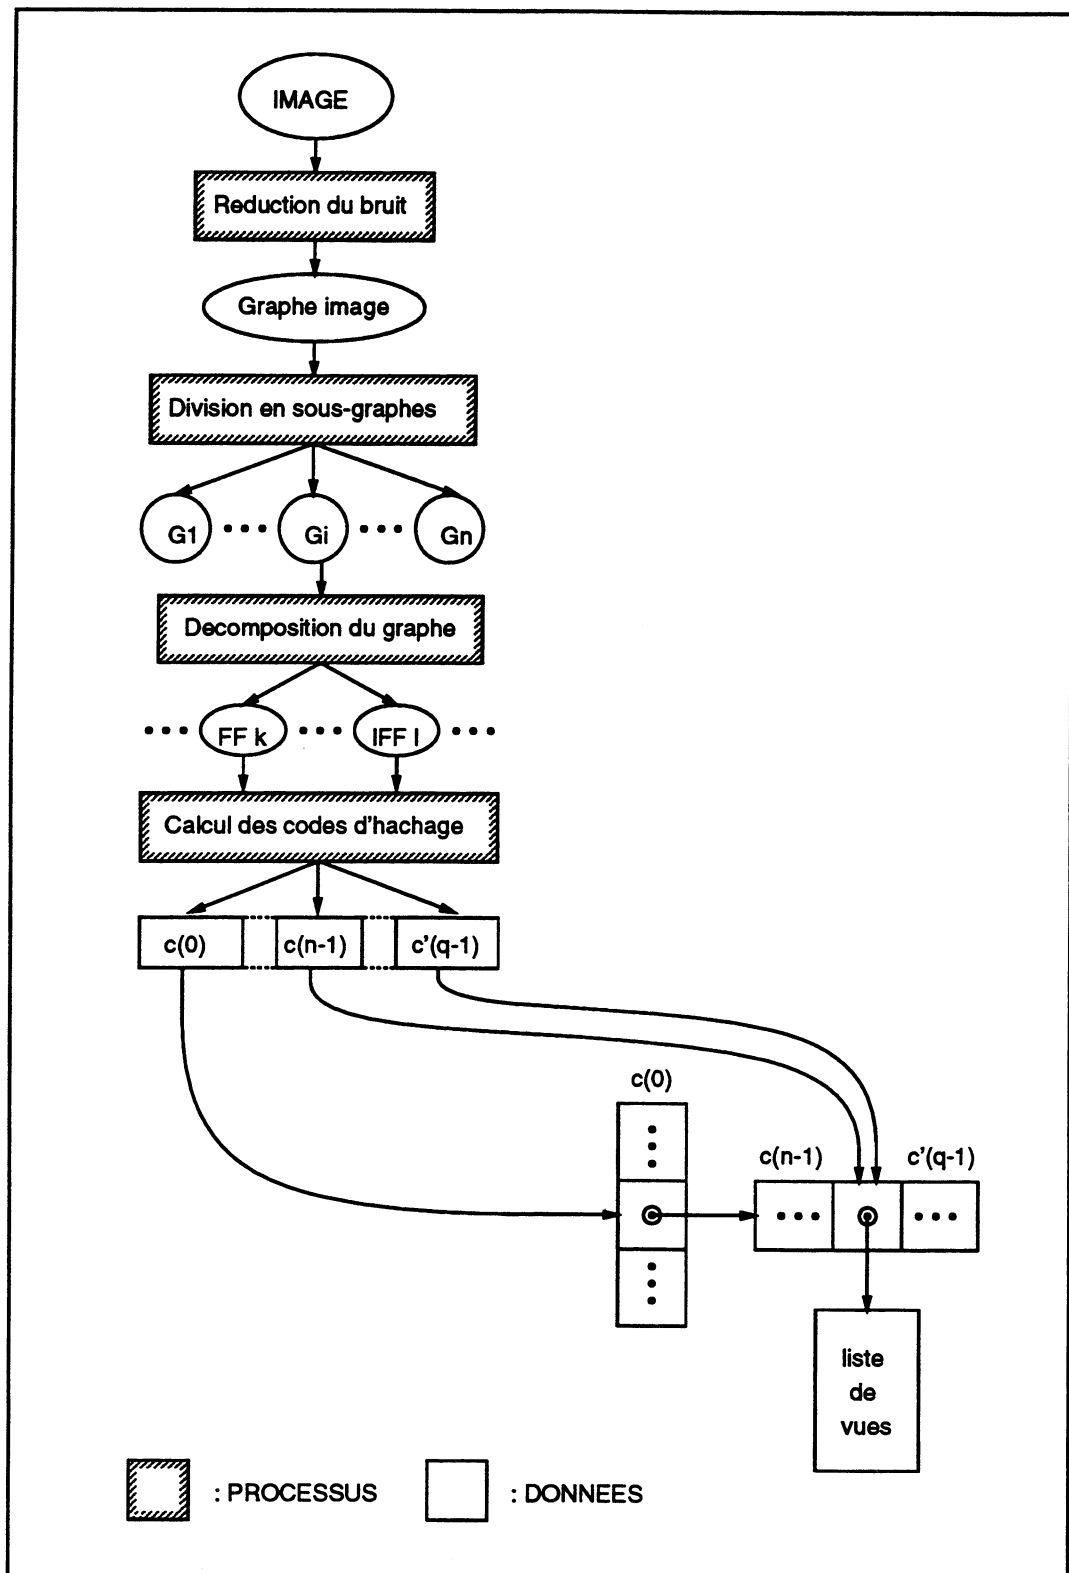 IMAGE
Reduction du bruit
Graphe image
Division en sous-graphes
G1 ••• Gi ••• Gn
Decomposition du graphe
••• FF k ••• IFF l •••
Calcul des codes d'hachage
c(0) c(n-1) c'(q-1)
c(0)
c(n-1) c'(q-1)
liste
de
vues
: PROCESSUS : DONNEES